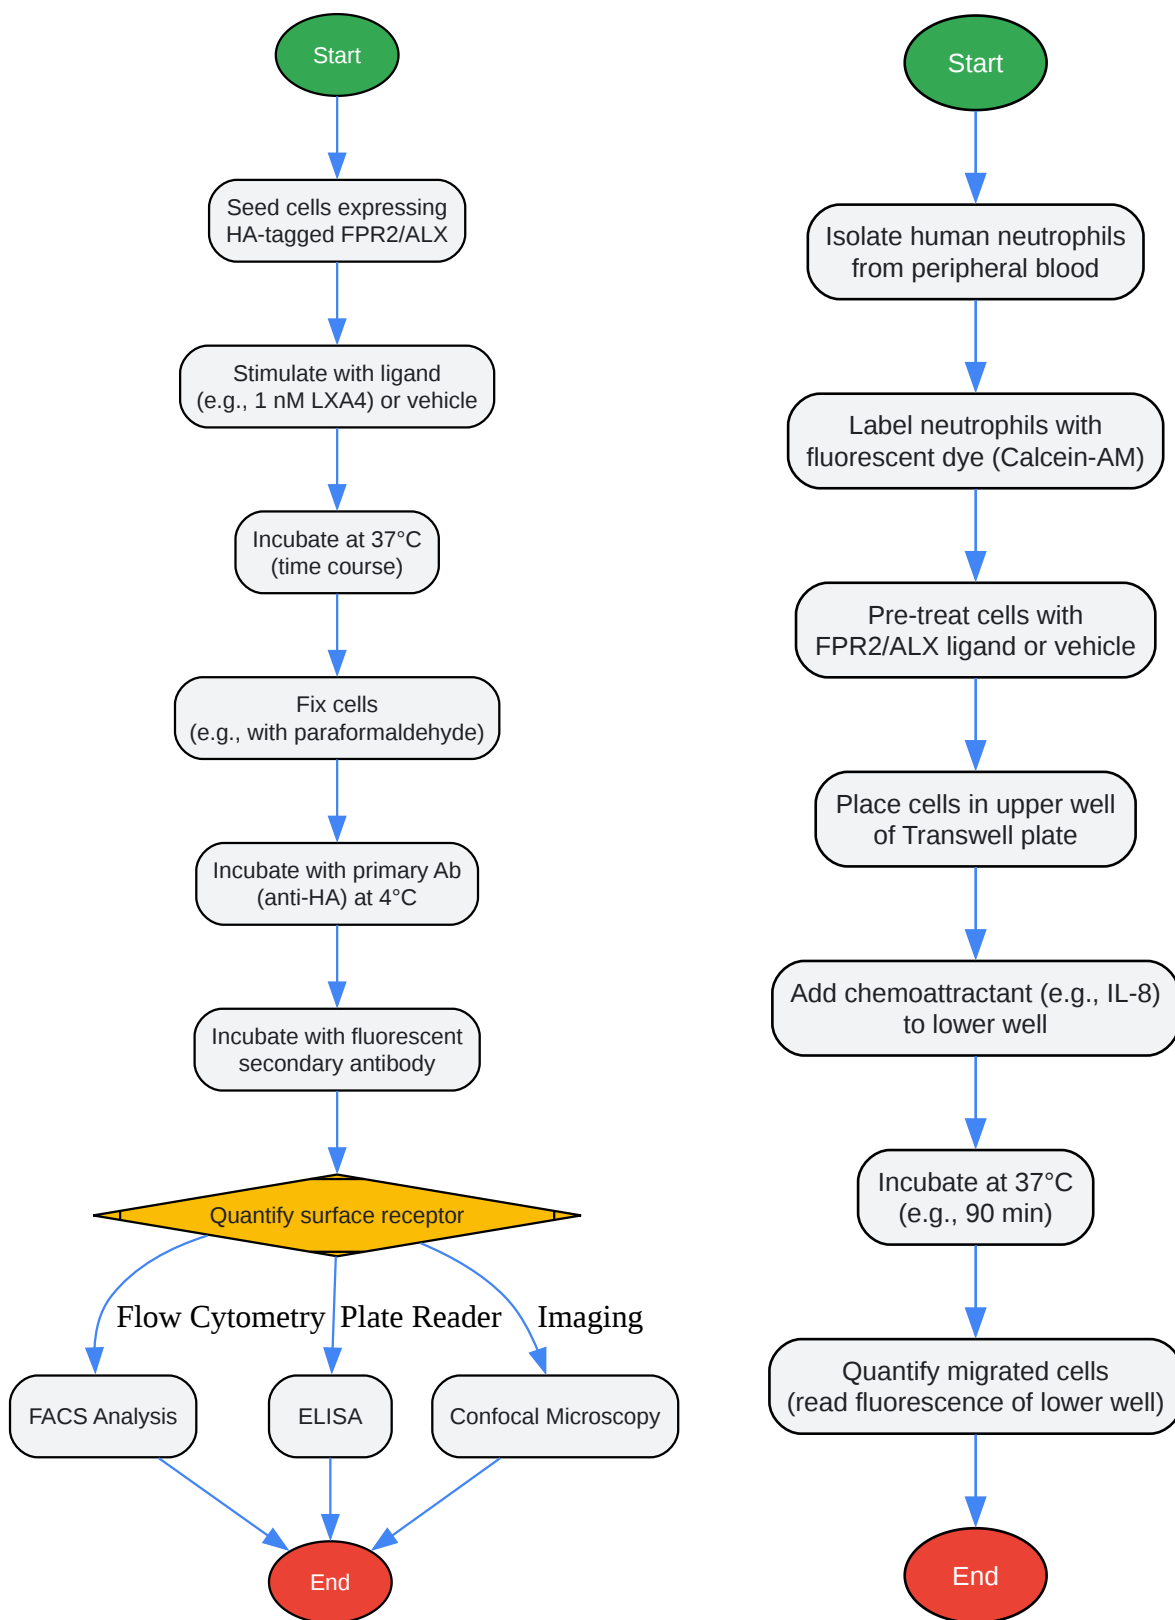 Start
Seed cells expressing
HA-tagged FPR2/ALX
Stimulate with ligand
(e.g., 1 nM LXA4) or vehicle
Incubate at 37°C
(time course)
Fix cells
(e.g., with paraformaldehyde)
Incubate with primary Ab
(anti-HA) at 4°C
Incubate with fluorescent
secondary antibody
Quantify surface receptor
Flow Cytometry
Plate Reader
Imaging
FACS Analysis
ELISA
Confocal Microscopy
End
Start
Isolate human neutrophils
from peripheral blood
Label neutrophils with
fluorescent dye (Calcein-AM)
Pre-treat cells with
FPR2/ALX ligand or vehicle
Place cells in upper well
of Transwell plate
Add chemoattractant (e.g., IL-8)
to lower well
Incubate at 37°C
(e.g., 90 min)
Quantify migrated cells
(read fluorescence of lower well)
End